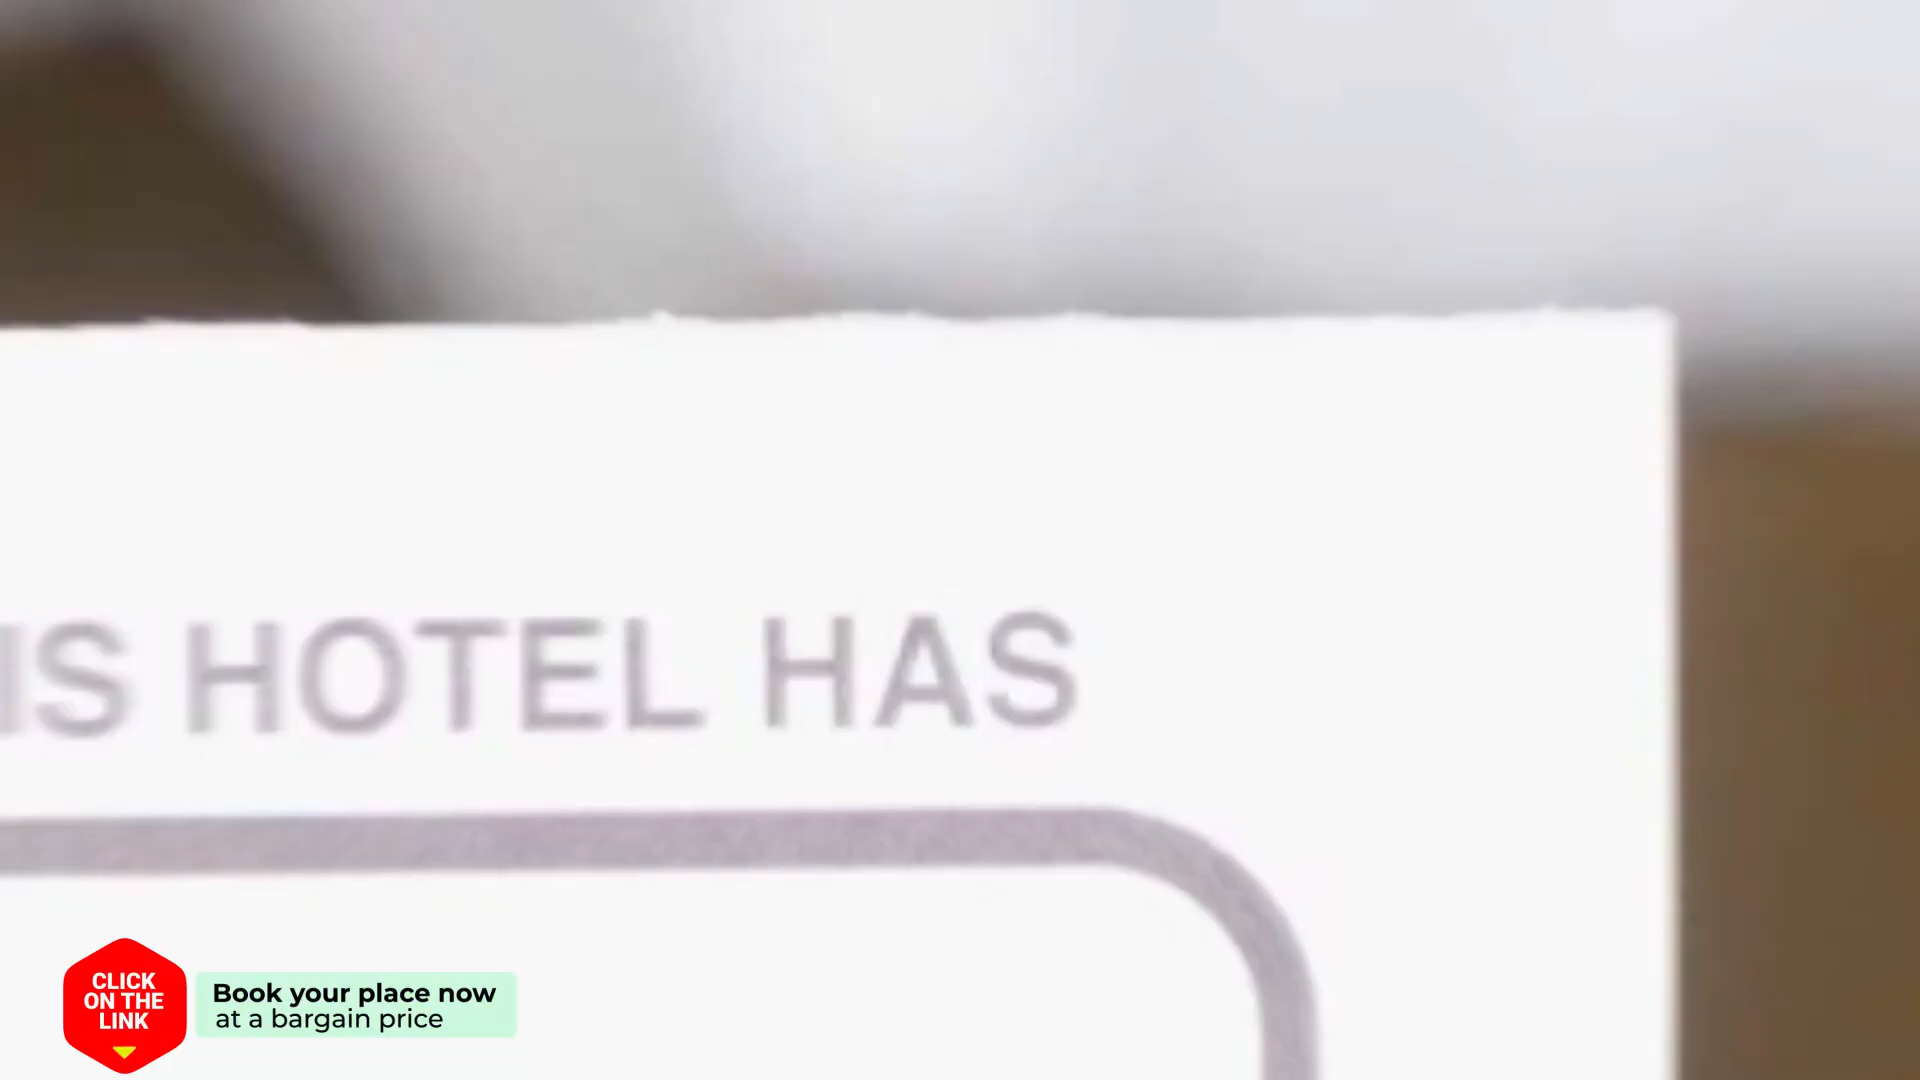 IS HOTEL HAS
CLICK
ON THE
LINK
Book your place now
at a bargain price